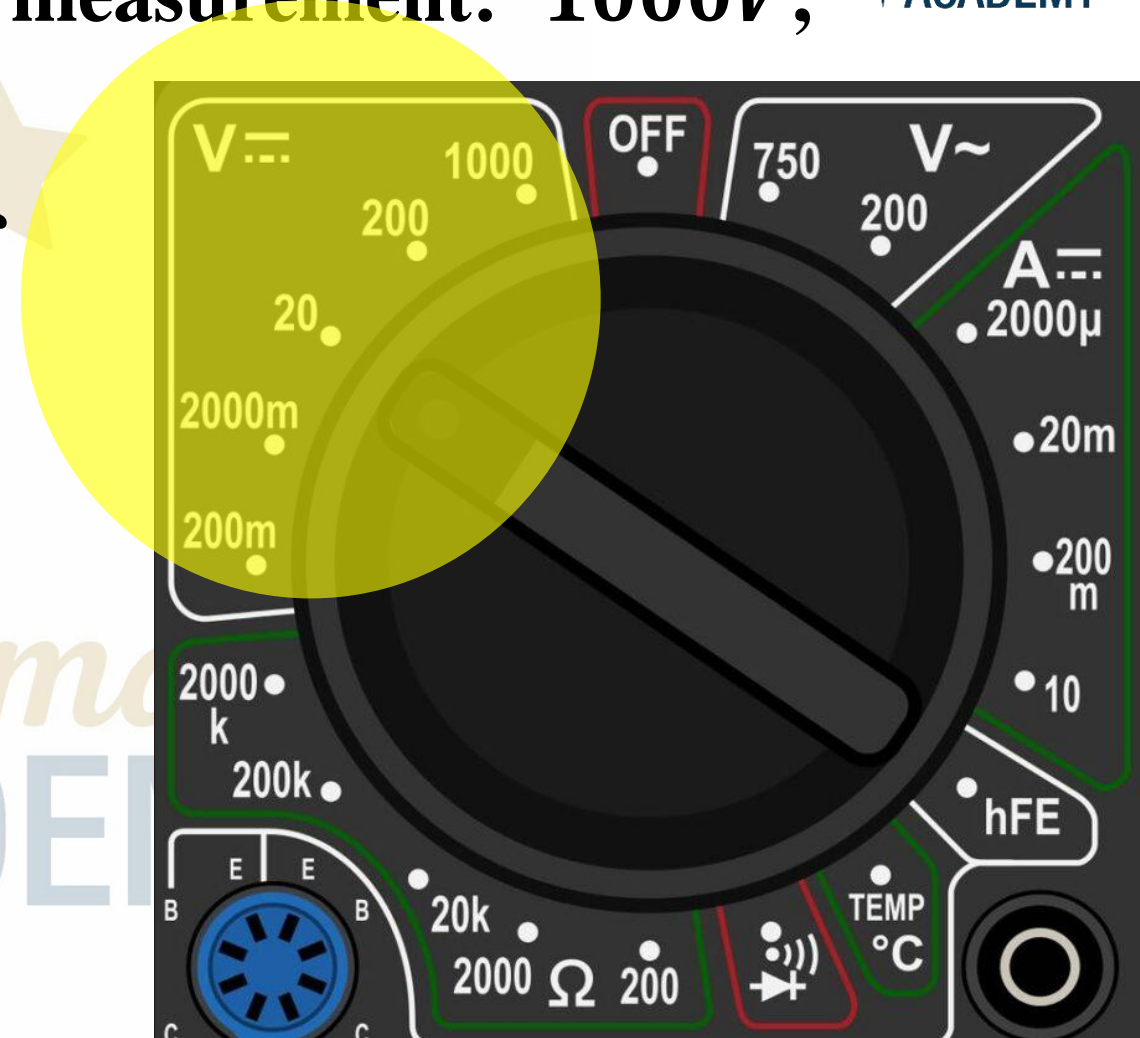 measurement: 1000V,
ACADEMY
V⎓ 1000 OFF 750 V~
200 200
A⎓
20 2000µ
2000m 20m
200m 200
m
2000 10
k
200k hFE
E E
B B 20k TEMP
2000 Ω 200 °C
C C